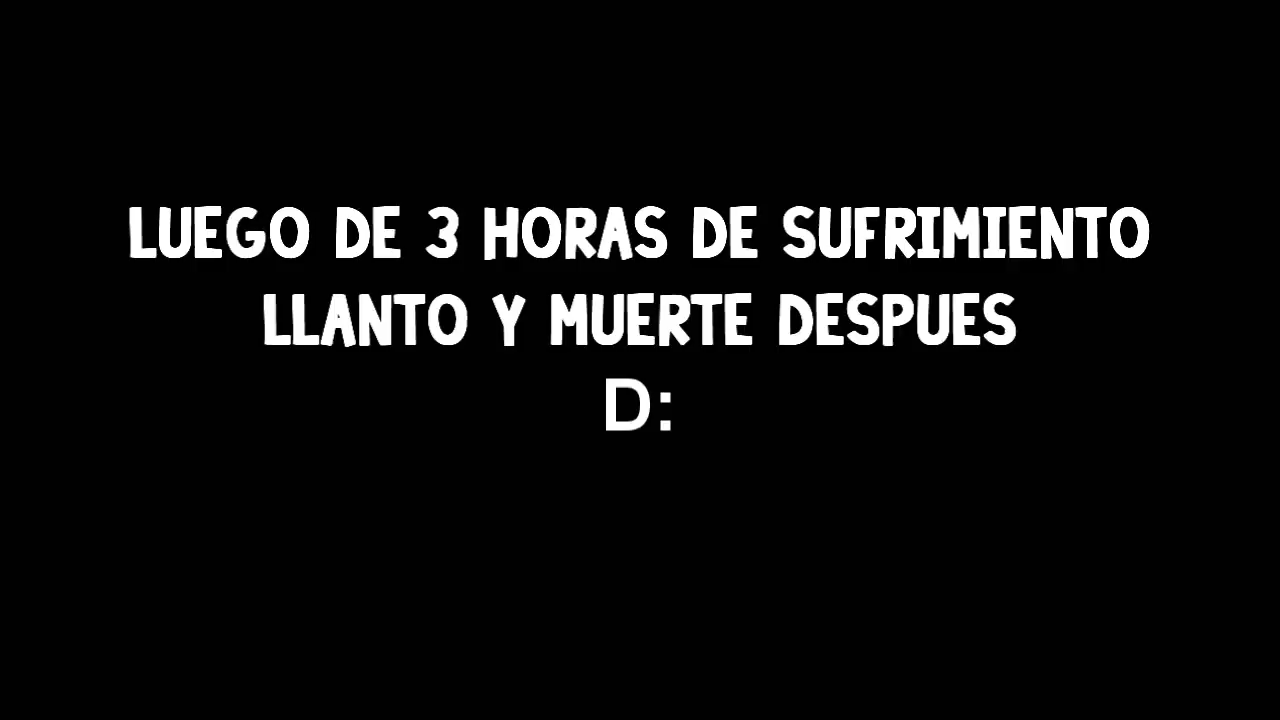 LUEGO DE 3 HORAS DE SUFRIMIENTO
LLANTO Y MUERTE DESPUES
D: